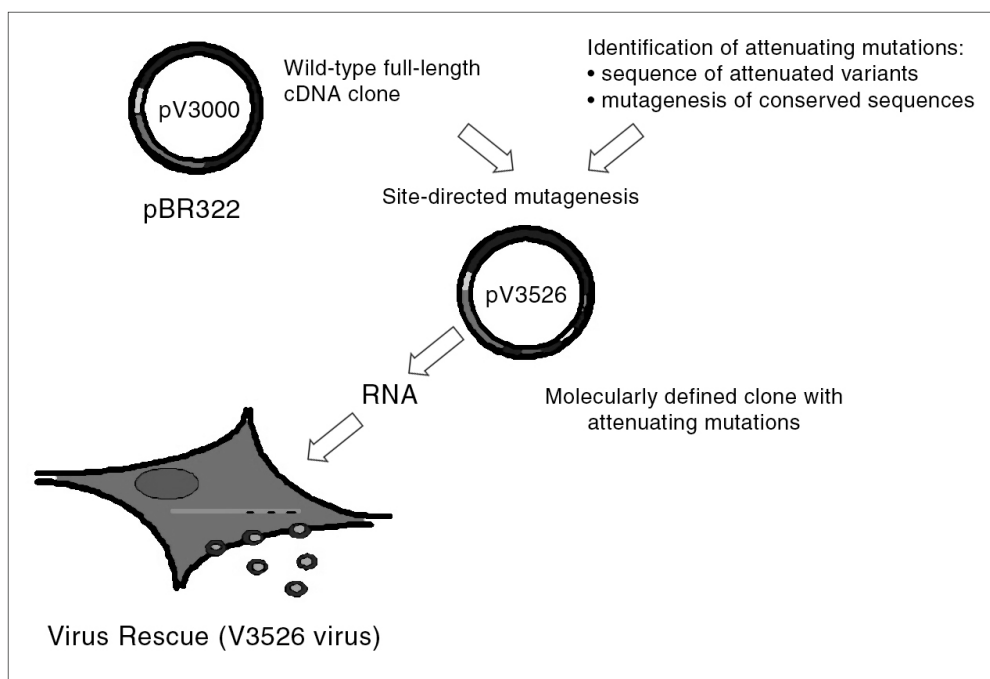 pV3000
pBR322
Wild-type full-length
cDNA clone
Identification of attenuating mutations:
• sequence of attenuated variants
• mutagenesis of conserved sequences
Site-directed mutagenesis
pV3526
Molecularly defined clone with
attenuating mutations
RNA
Virus Rescue (V3526 virus)